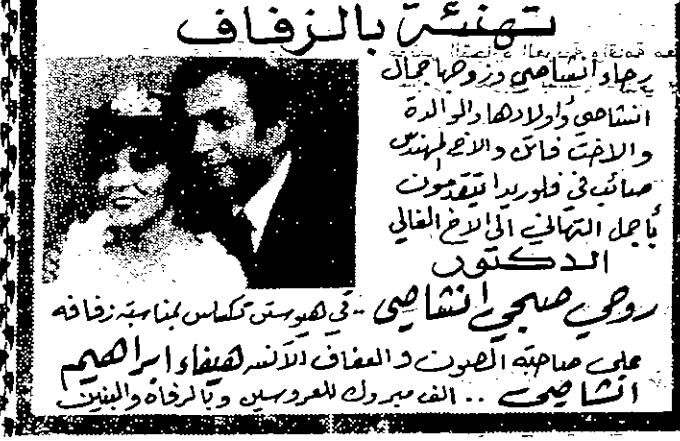 تهنئة بالزفاف
رجاء انشاصي وزوجها جمال
انشاصي وأولادها والوالدة
والاخت فاتن والاخ المهندس
صائب في فلوريدا يتقدمون
بأجمل التهاني الى الاخ الغالي
الدكتور
روحي صبحي انشاصي .. في هيوستن تكساس بمناسبة زفافه
على صاحبة الصون والعفاف الآنسة هيفاء ابراهيم
انشاصي .. الف مبروك للعروسين وبالرفاه والبنين